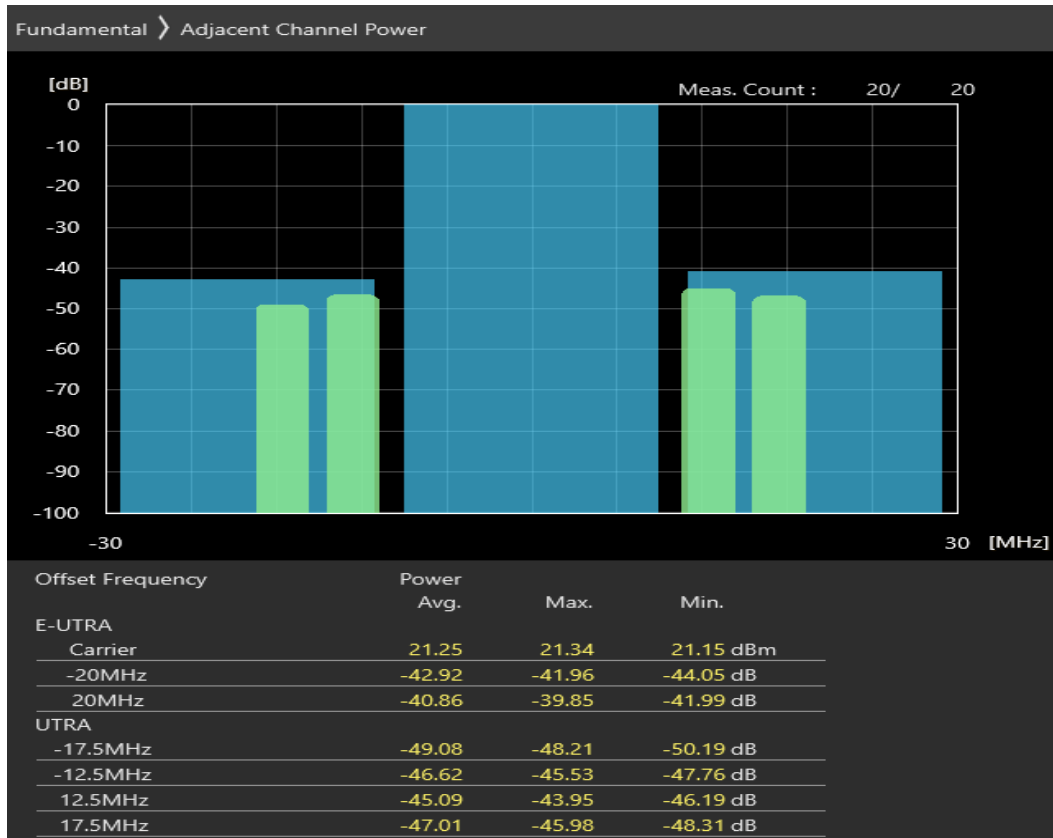 Fundamental 》 Adjacent Channel Power
[dB]
Meas. Count : 20/ 20
0
-10
-20
-30
-40
-50
-60
-70
-80
-90
-100
-30 30 [MHz]
Offset Frequency Power
Avg. Max. Min.
E-UTRA
Carrier 21.25 21.34 21.15 dBm
-20MHz -42.92 -41.96 -44.05 dB
20MHz -40.86 -39.85 -41.99 dB
UTRA
-17.5MHz -49.08 -48.21 -50.19 dB
-12.5MHz -46.62 -45.53 -47.76 dB
12.5MHz -45.09 -43.95 -46.19 dB
17.5MHz -47.01 -45.98 -48.31 dB